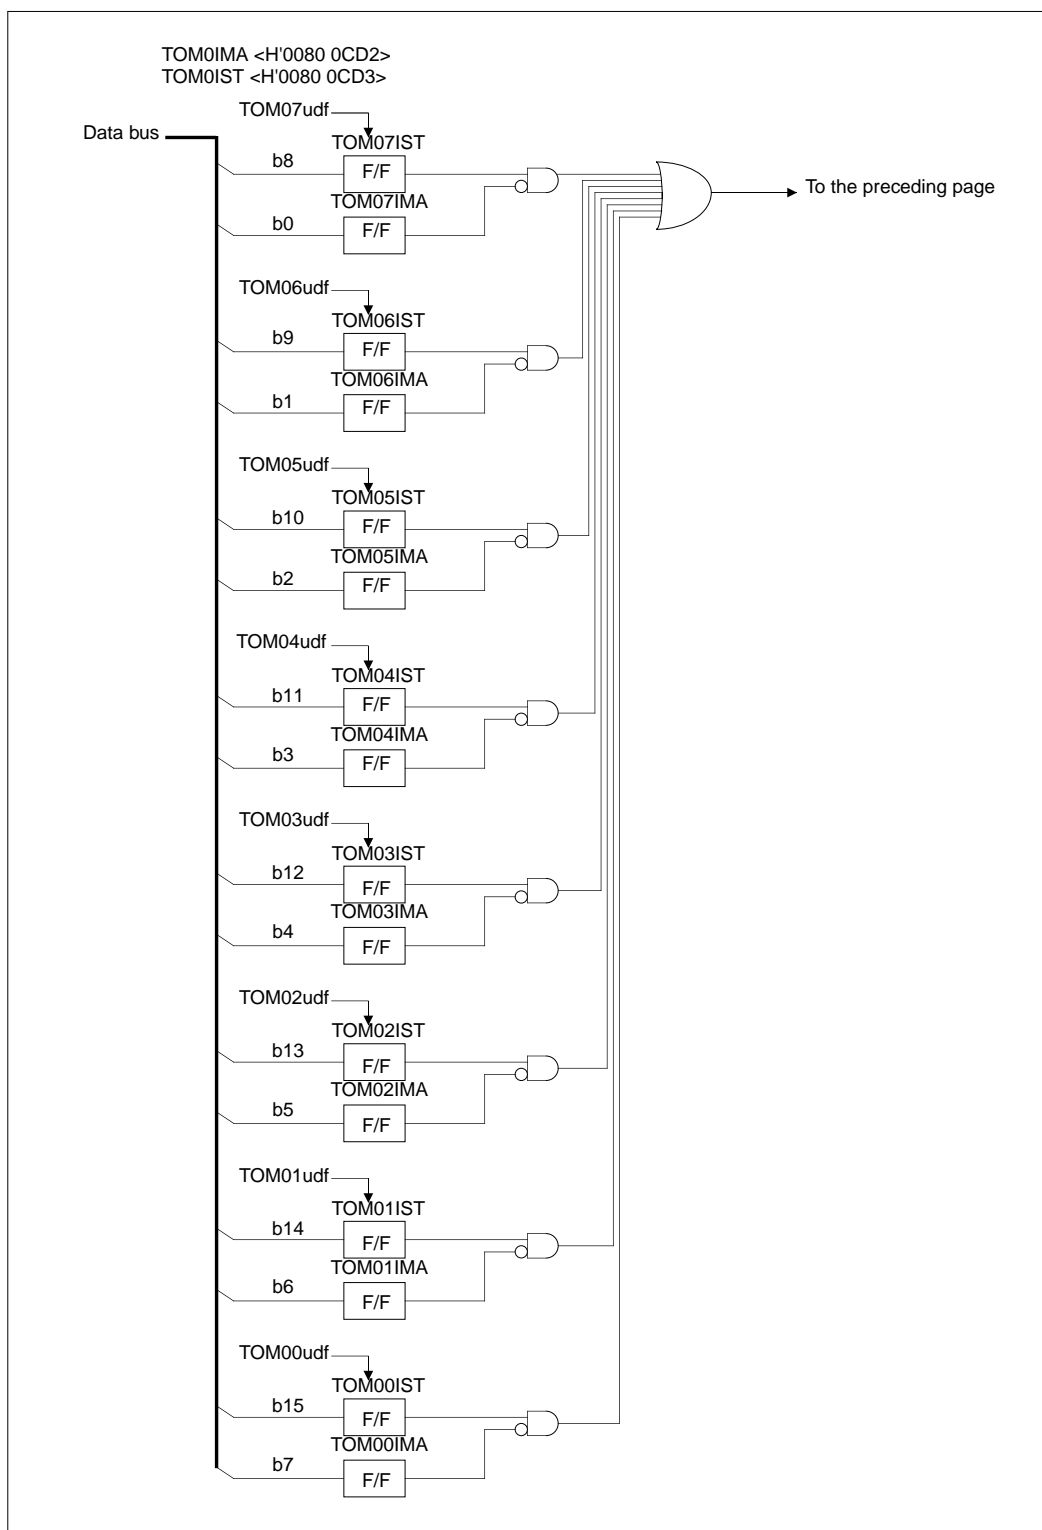 TOM0IMA <H'0080 0CD2>
TOM0IST <H'0080 0CD3>
TOM07udf
Data bus
TOM07IST
b8
F/F
To the preceding page
TOM07IMA
b0
F/F
TOM06udf
TOM06IST
b9
F/F
TOM06IMA
b1
F/F
TOM05udf
TOM05IST
b10
F/F
TOM05IMA
b2
F/F
TOM04udf
TOM04IST
b11
F/F
TOM04IMA
b3
F/F
TOM03udf
TOM03IST
b12
F/F
TOM03IMA
b4
F/F
TOM02udf
TOM02IST
b13
F/F
TOM02IMA
b5
F/F
TOM01udf
TOM01IST
b14
F/F
TOM01IMA
b6
F/F
TOM00udf
TOM00IST
b15
F/F
TOM00IMA
b7
F/F